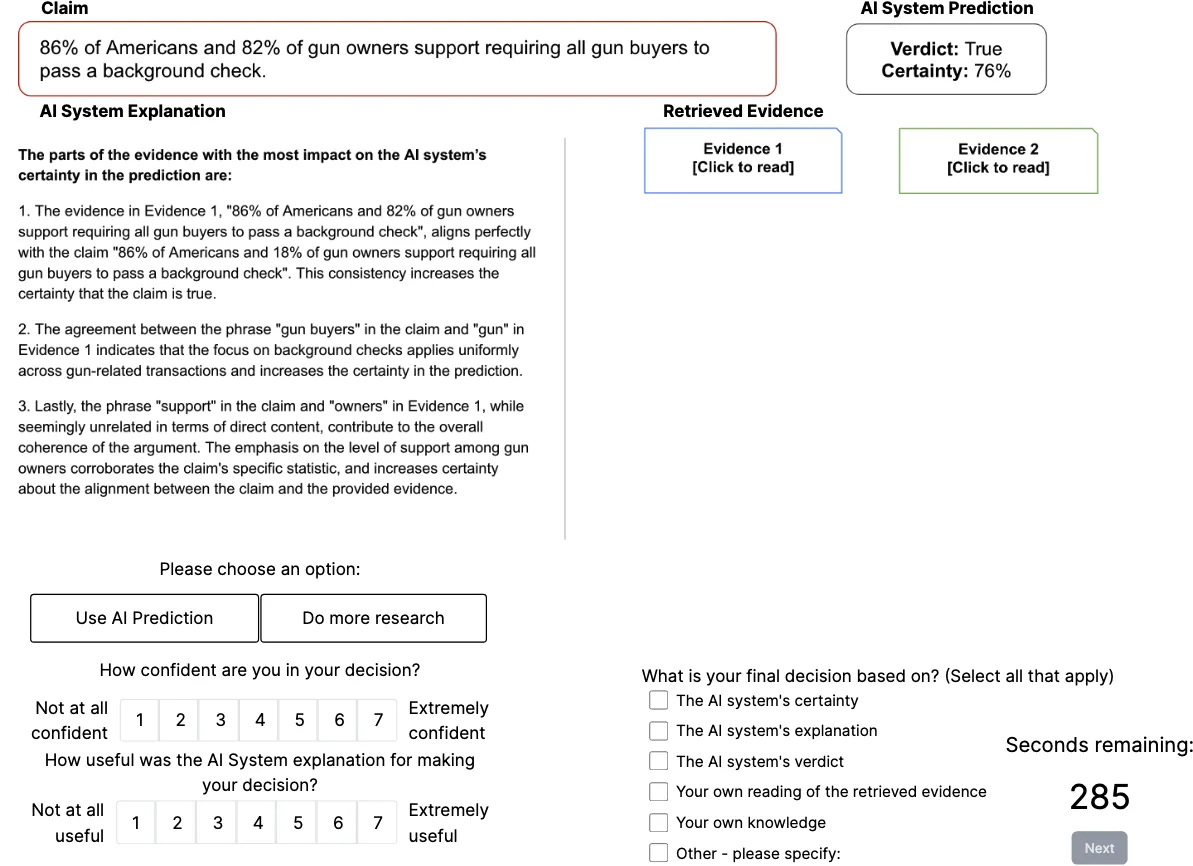 Claim
AI System Prediction
86% of Americans and 82% of gun owners support requiring all gun buyers to
pass a background check.
Verdict: True
Certainty: 76%
AI System Explanation
Retrieved Evidence
The parts of the evidence with the most impact on the AI system's
certainty in the prediction are:
1. The evidence in Evidence 1, "86% of Americans and 82% of gun owners
support requiring all gun buyers to pass a background check", aligns perfectly
with the claim "86% of Americans and 18% of gun owners support requiring all
gun buyers to pass a background check". This consistency increases the
certainty that the claim is true.
2. The agreement between the phrase "gun buyers" in the claim and "gun" in
Evidence 1 indicates that the focus on background checks applies uniformly
across gun-related transactions and increases the certainty in the prediction.
3. Lastly, the phrase "support" in the claim and "owners" in Evidence 1, while
seemingly unrelated in terms of direct content, contribute to the overall
coherence of the argument. The emphasis on the level of support among gun
owners corroborates the claim's specific statistic, and increases certainty
about the alignment between the claim and the provided evidence.
Evidence 1
[Click to read]
Evidence 2
[Click to read]
Please choose an option:
Use AI Prediction
Do more research
How confident are you in your decision?
Not at all
confident
1 2 3 4 5 6 7
Extremely
confident
How useful was the AI System explanation for making
your decision?
Not at all
useful
1 2 3 4 5 6 7
Extremely
useful
What is your final decision based on? (Select all that apply)
The AI system's certainty
The AI system's explanation
The AI system's verdict
Your own reading of the retrieved evidence
Your own knowledge
Other - please specify:
Seconds remaining:
285
Next